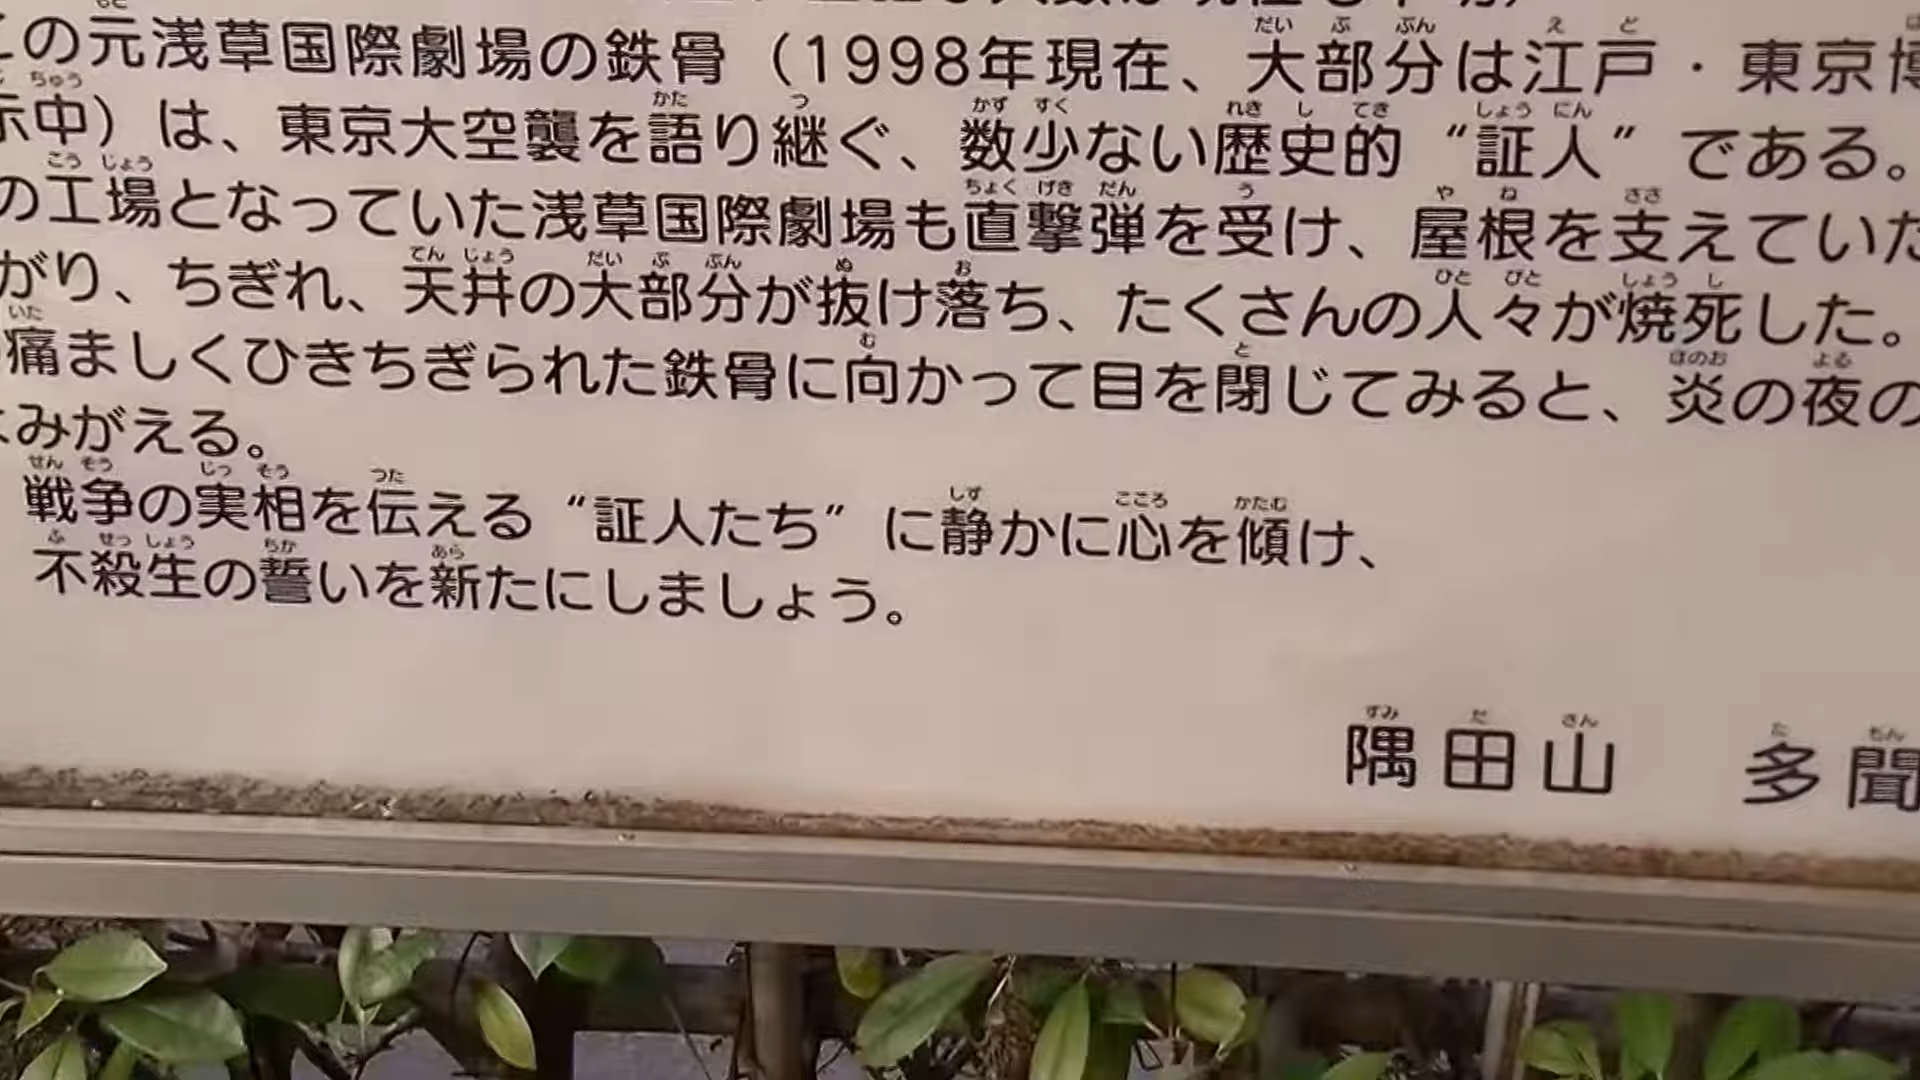 の元浅草国際劇場の鉄骨（1998年現在、大部分は江戸・東京博
示中）は、東京大空襲を語り継ぐ、数少ない歴史的“証人”である。
の工場となっていた浅草国際劇場も直撃弾を受け、屋根を支えていた
がり、ちぎれ、天井の大部分が抜け落ち、たくさんの人々が焼死した。
痛ましくひきちぎられた鉄骨に向かって目を閉じてみると、炎の夜の
みがえる。
戦争の実相を伝える“証人たち”に静かに心を傾け、
不殺生の誓いを新たにしましょう。
隅田山 多聞